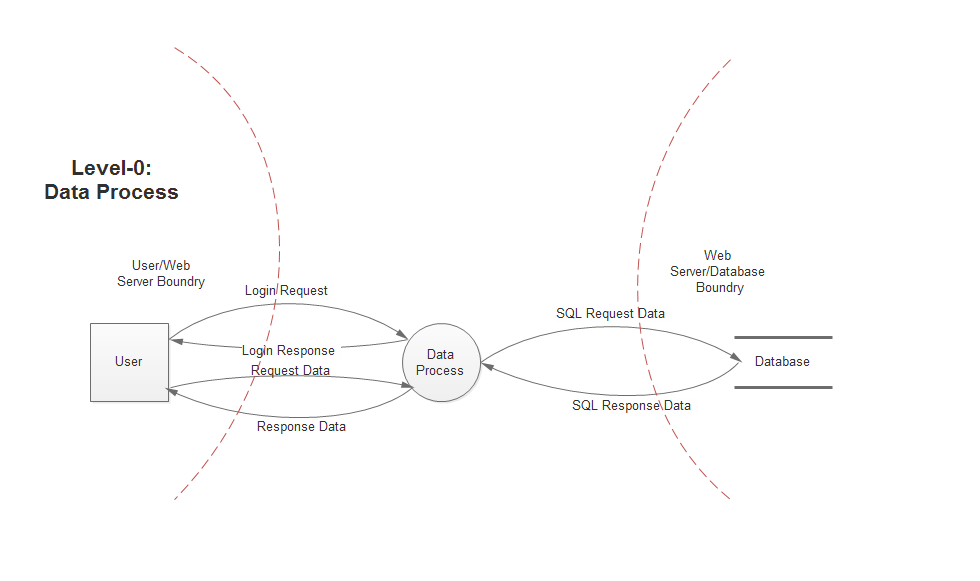 Level-0:
Data Process
User/Web
Server Boundry
Web
Server/Database
Boundry
Login Request
SQL Request Data
Login Response
User
Request Data
Data
Process
Database
SQL Response Data
Response Data